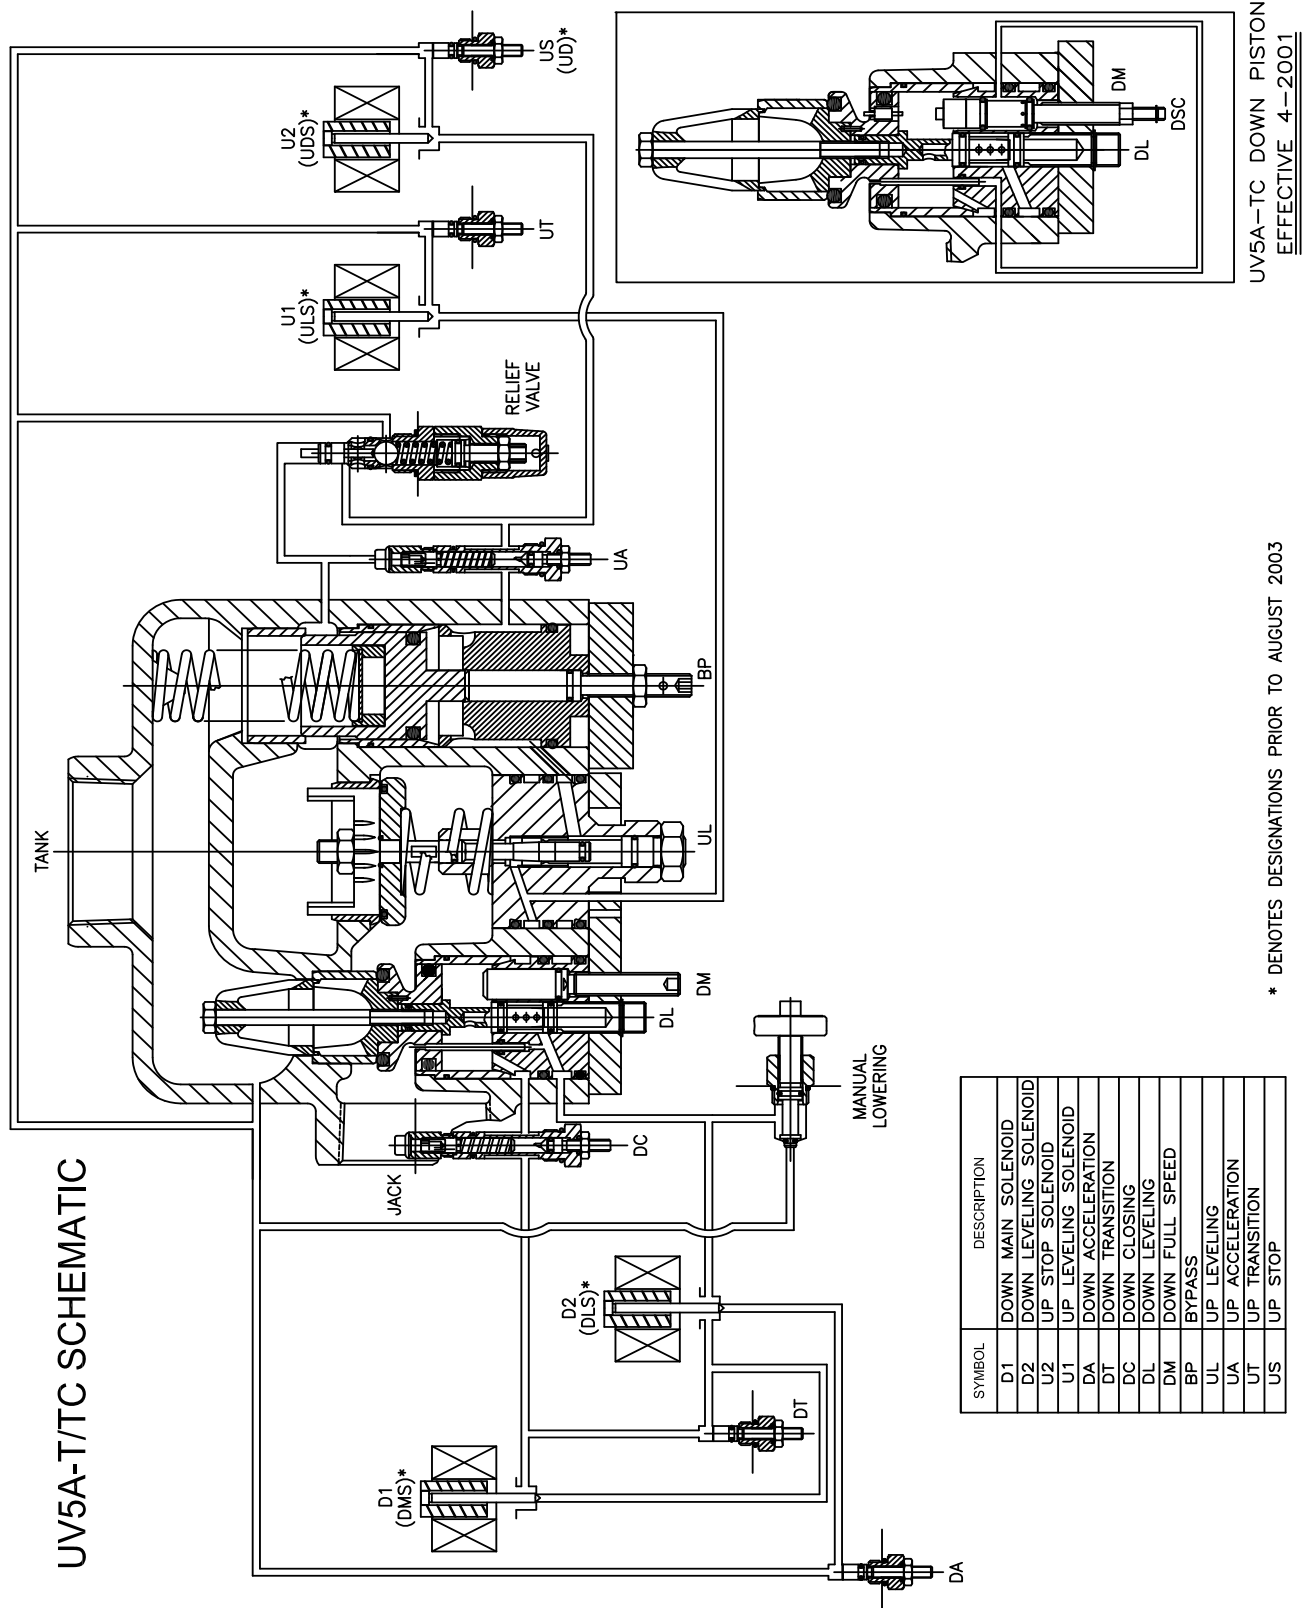 UV5A-T/TC SCHEMATIC
TANK
JACK
US
(UD)*
U2
(UDS)*
UT
U1
(ULS)*
RELIEF
VALVE
UA
BP
UL
DM
DL
MANUAL
LOWERING
DC
D2
(DLS)*
DT
D1
(DMS)*
DA
DM
DSC
DL
UV5A-TC DOWN PISTON
EFFECTIVE 4-2001
* DENOTES DESIGNATIONS PRIOR TO AUGUST 2003
SYMBOL DESCRIPTION
D1 DOWN MAIN SOLENOID
D2 DOWN LEVELING SOLENOID
U2 UP STOP SOLENOID
U1 UP LEVELING SOLENOID
DA DOWN ACCELERATION
DT DOWN TRANSITION
DC DOWN CLOSING
DL DOWN LEVELING
DM DOWN FULL SPEED
BP BYPASS
UL UP LEVELING
UA UP ACCELERATION
UT UP TRANSITION
US UP STOP